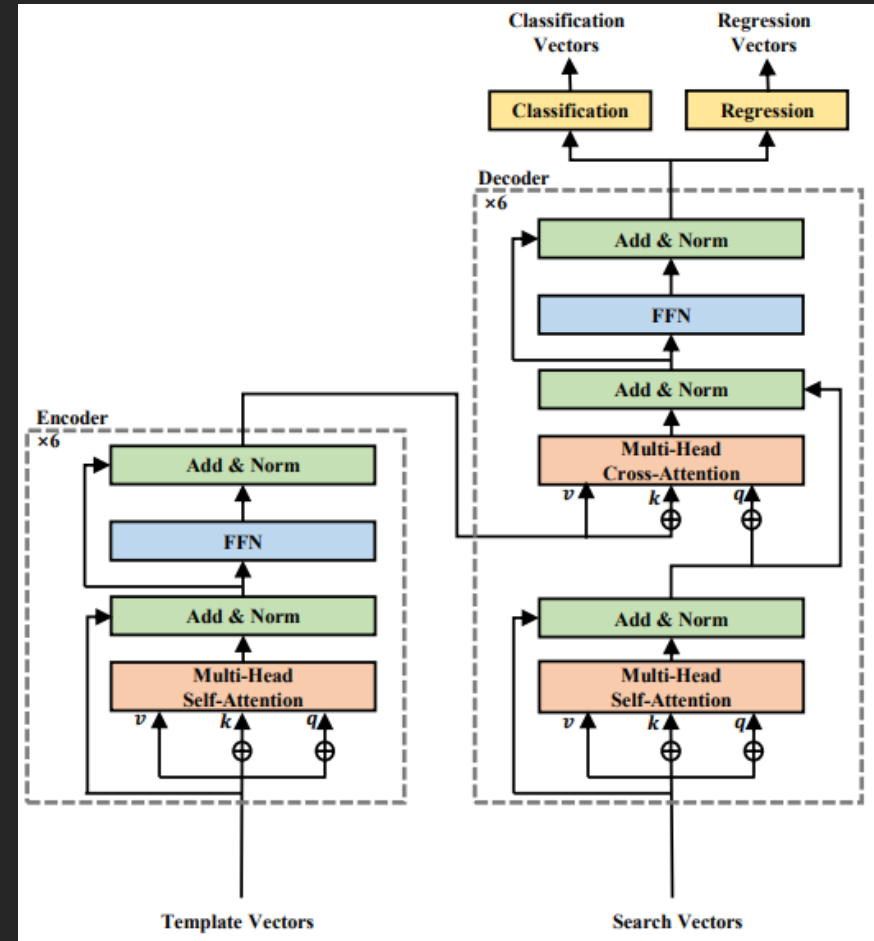 Classification
Vectors
Regression
Vectors
Classification
Regression
Decoder
×6
Add & Norm
FFN
Add & Norm
Multi-Head
Cross-Attention
v
k
q
Add & Norm
Multi-Head
Self-Attention
v
k
q
Encoder
×6
Add & Norm
FFN
Add & Norm
Multi-Head
Self-Attention
v
k
q
Template Vectors
Search Vectors